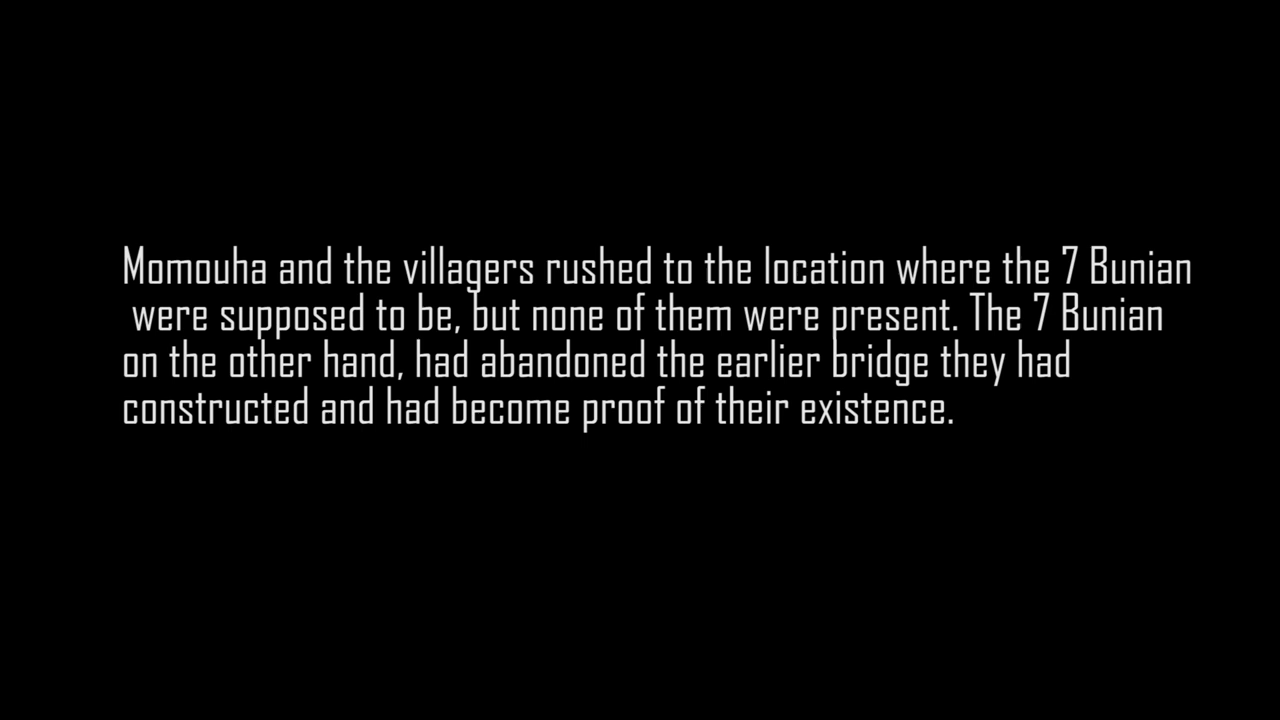 Momouha and the villagers rushed to the location where the 7 Bunian
were supposed to be, but none of them were present. The 7 Bunian
on the other hand, had abandoned the earlier bridge they had
constructed and had become proof of their existence.